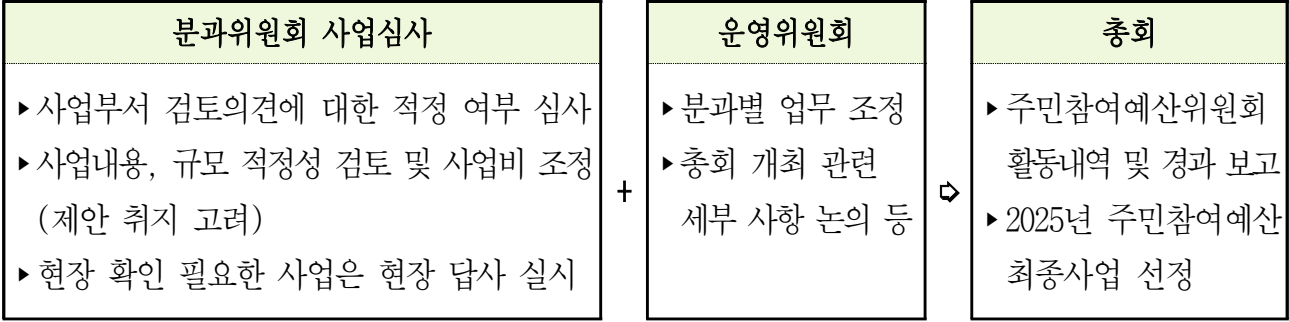 분과위원회 사업심사
▸사업부서 검토의견에 대한 적정 여부 심사
▸사업내용, 규모 적정성 검토 및 사업비 조정
(제안 취지 고려)
▸현장 확인 필요한 사업은 현장 답사 실시
+
운영위원회
▸분과별 업무 조정
▸총회 개최 관련
세부 사항 논의 등
➪
총회
▸주민참여예산위원회
활동내역 및 경과 보고
▸2025년 주민참여예산
최종사업 선정